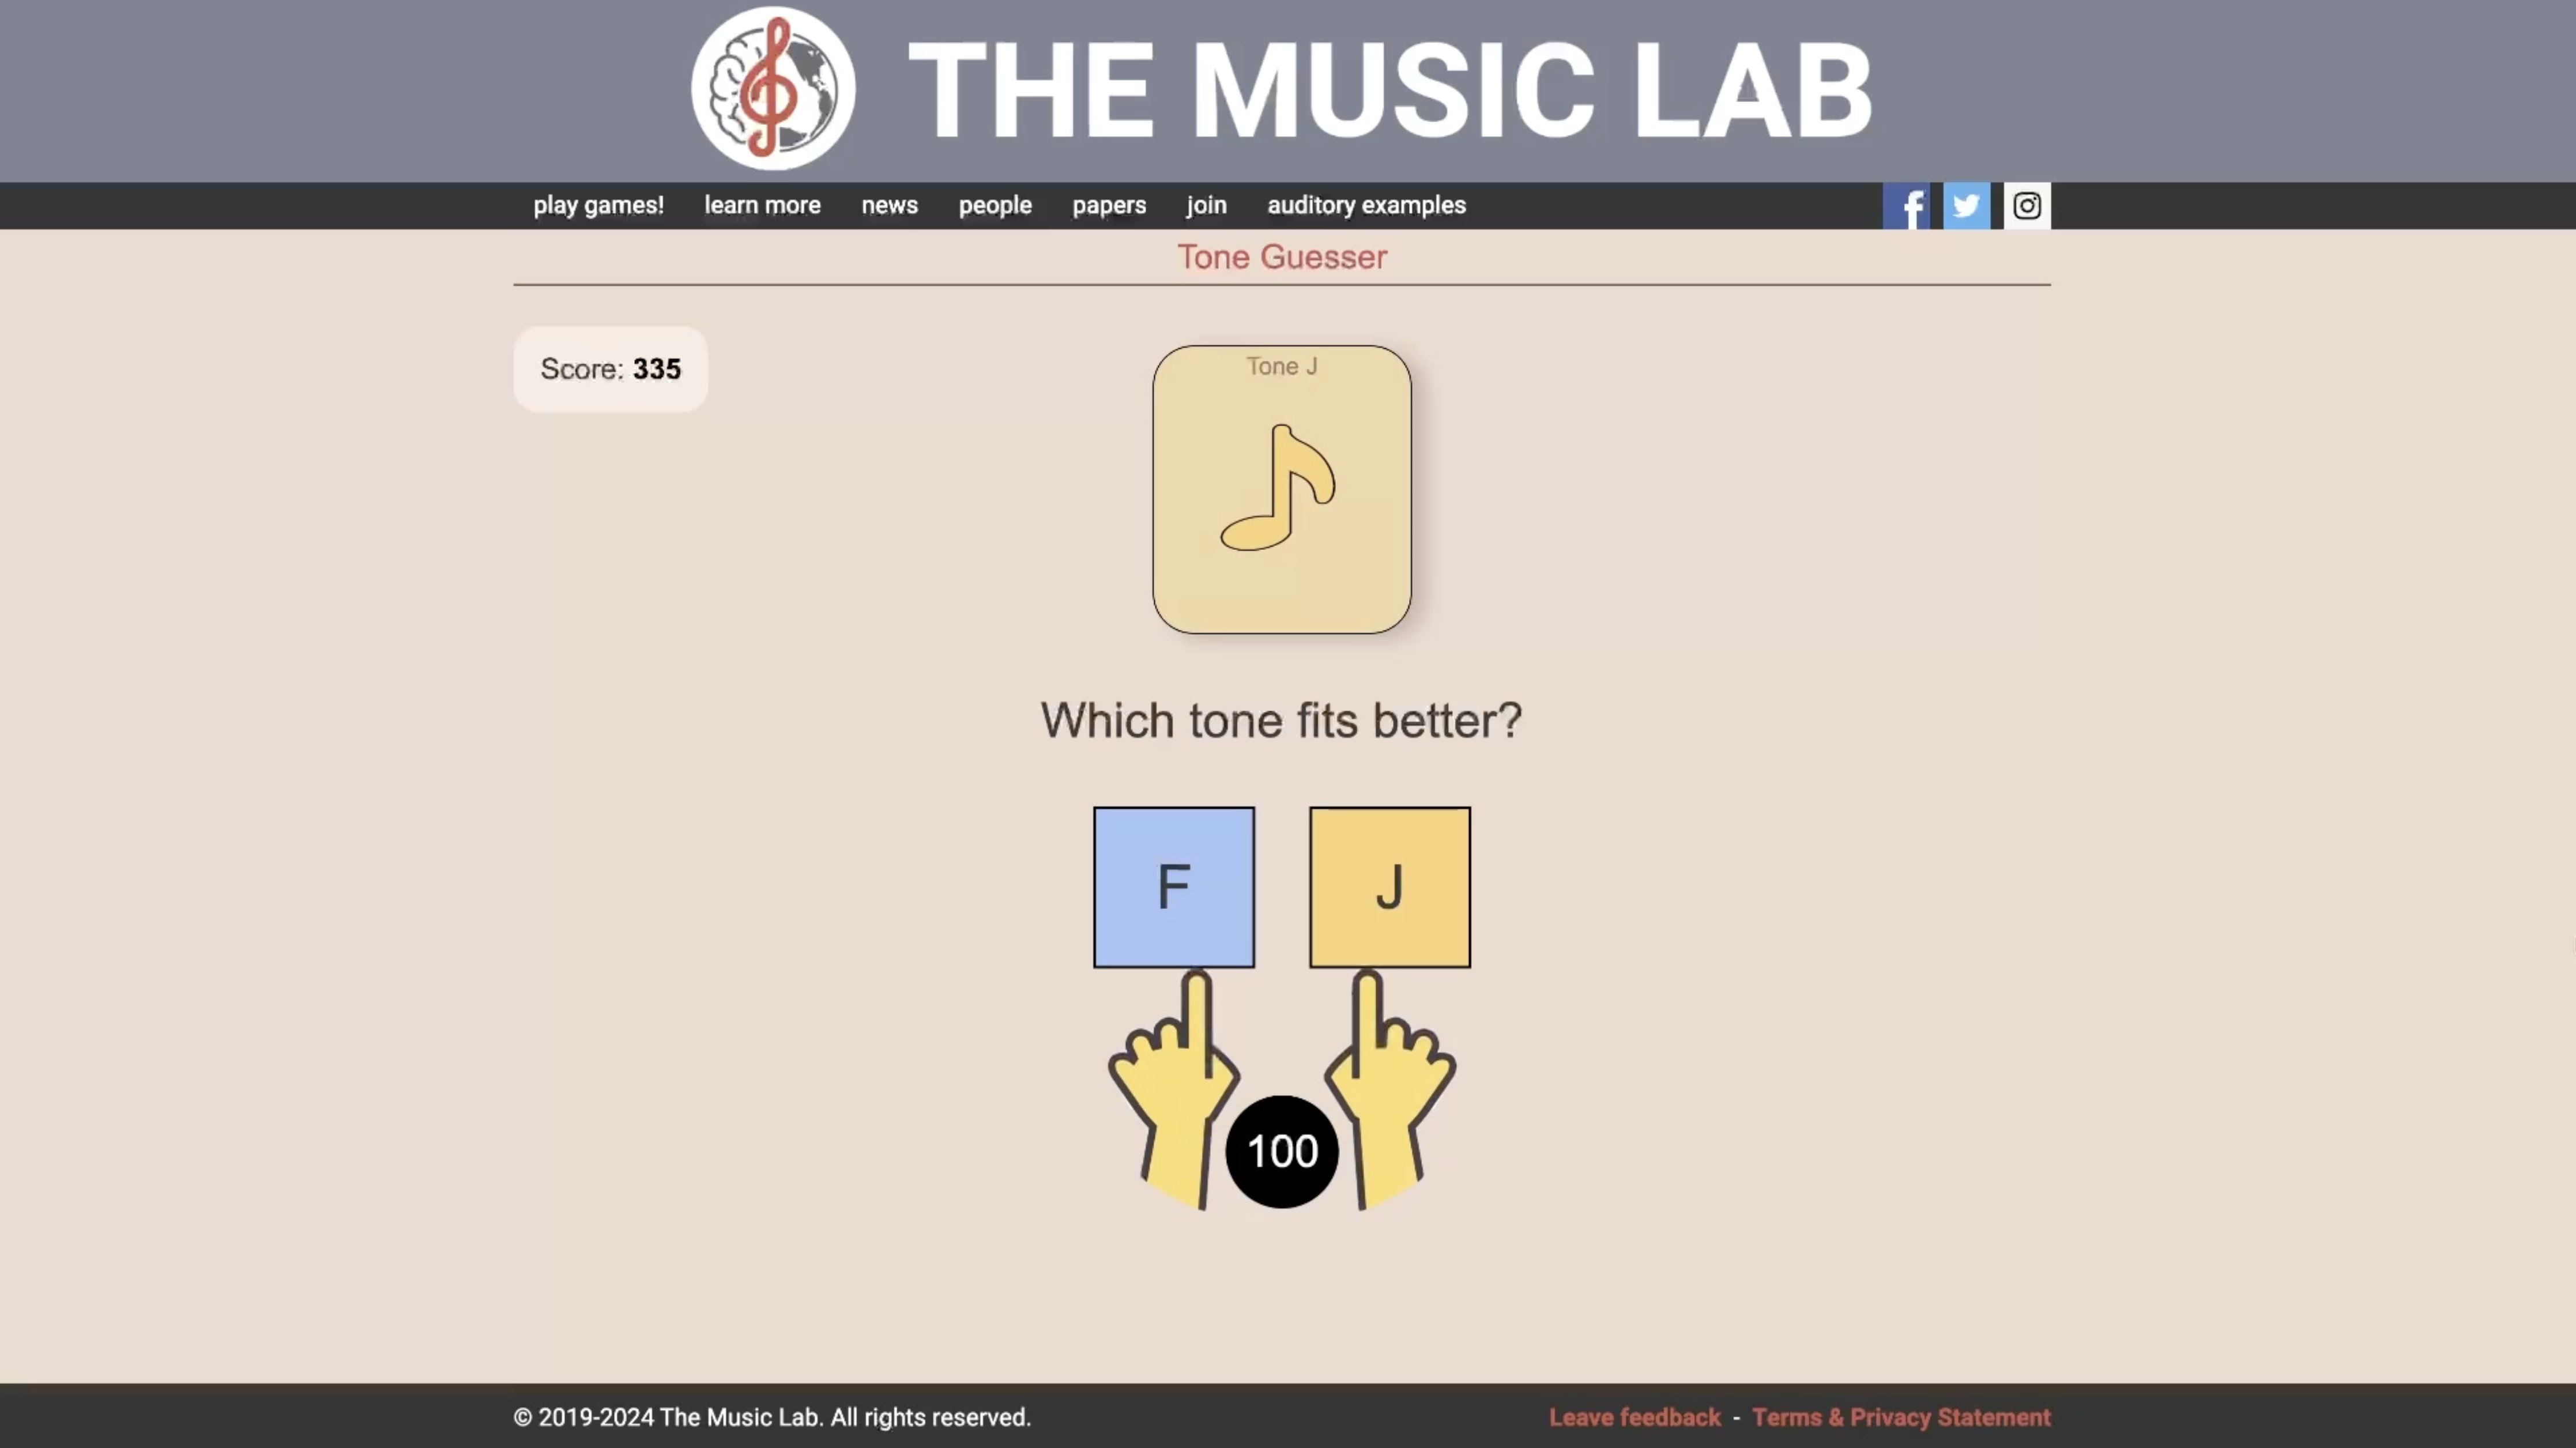 THE MUSIC LAB
play games! learn more news people papers join auditory examples
Tone Guesser
Score: 335
Tone J
Which tone fits better?
F J
100
© 2019-2024 The Music Lab. All rights reserved.
Leave feedback - Terms & Privacy Statement